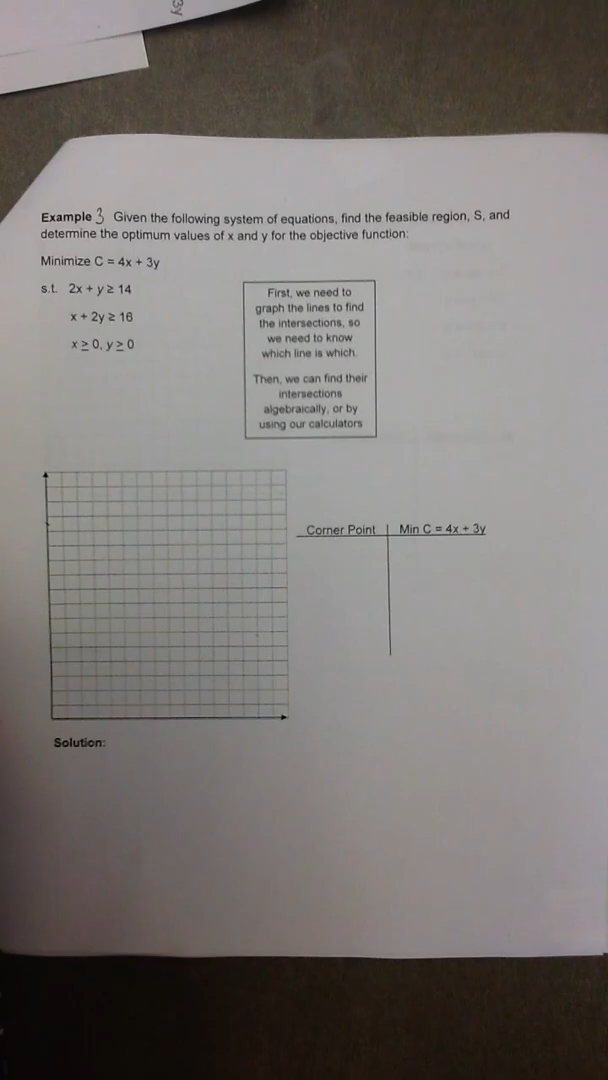 3y
Example 3 Given the following system of equations, find the feasible region, S, and
determine the optimum values of x and y for the objective function:
Minimize C = 4x + 3y
s.t. 2x + y ≥ 14
x + 2y ≥ 16
x ≥ 0, y ≥ 0
First, we need to
graph the lines to find
the intersections, so
we need to know
which line is which.
Then, we can find their
intersections
algebraically, or by
using our calculators
Corner Point | Min C = 4x + 3y
Solution: